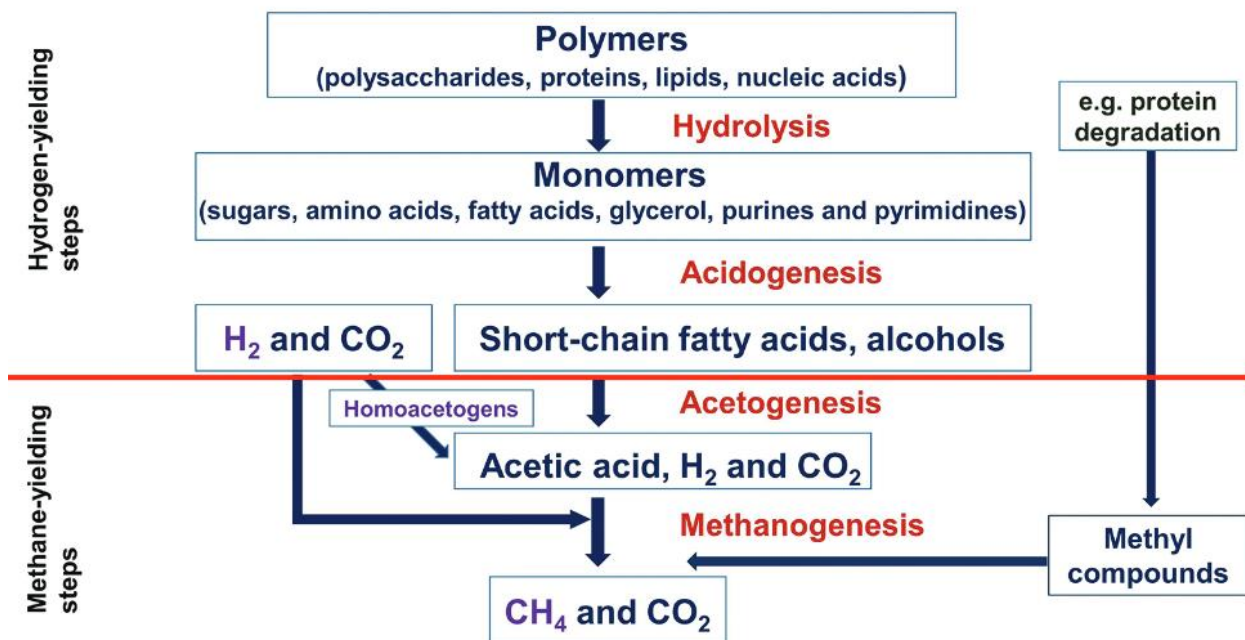 Polymers
(polysaccharides, proteins, lipids, nucleic acids)
e.g. protein
degradation
Hydrolysis
Monomers
(sugars, amino acids, fatty acids, glycerol, purines and pyrimidines)
Hydrogen-yielding
steps
Acidogenesis
H₂ and CO₂
Short-chain fatty acids, alcohols
Homoacetogens
Acetogenesis
Acetic acid, H₂ and CO₂
Methane-yielding
steps
Methanogenesis
Methyl
compounds
CH₄ and CO₂